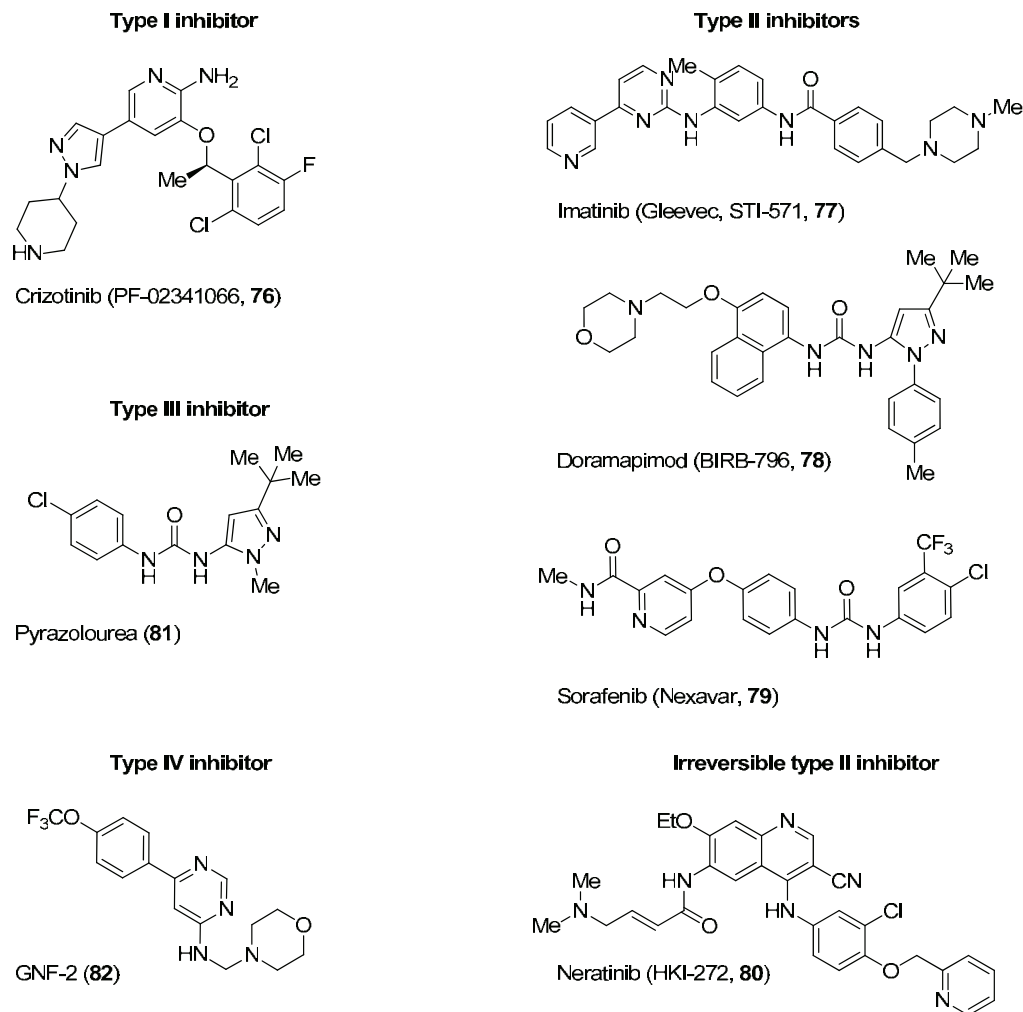 Type I inhibitor
N
NH2
O
Cl
F
Me
Cl
N
N
HN
Crizotinib (PF-02341066, 76)
Type II inhibitors
N
Me
O
N
N
H
N
H
N
N
N
Me
Imatinib (Gleevec, STI-571, 77)
Me
Me
Me
O
N
O
O
N
H
N
H
N
N
Me
Doramapimod (BIRB-796, 78)
Type III inhibitor
Me
Me
Me
Cl
O
N
H
N
H
N
N
Me
Pyrazolourea (81)
CF3
Cl
O
Me
N
H
O
N
O
N
H
N
H
Sorafenib (Nexavar, 79)
Type IV inhibitor
F3CO
N
N
O
HN
N
GNF-2 (82)
Irreversible type II inhibitor
EtO
N
HN
CN
Me
N
Me
O
HN
Cl
O
N
Neratinib (HKI-272, 80)